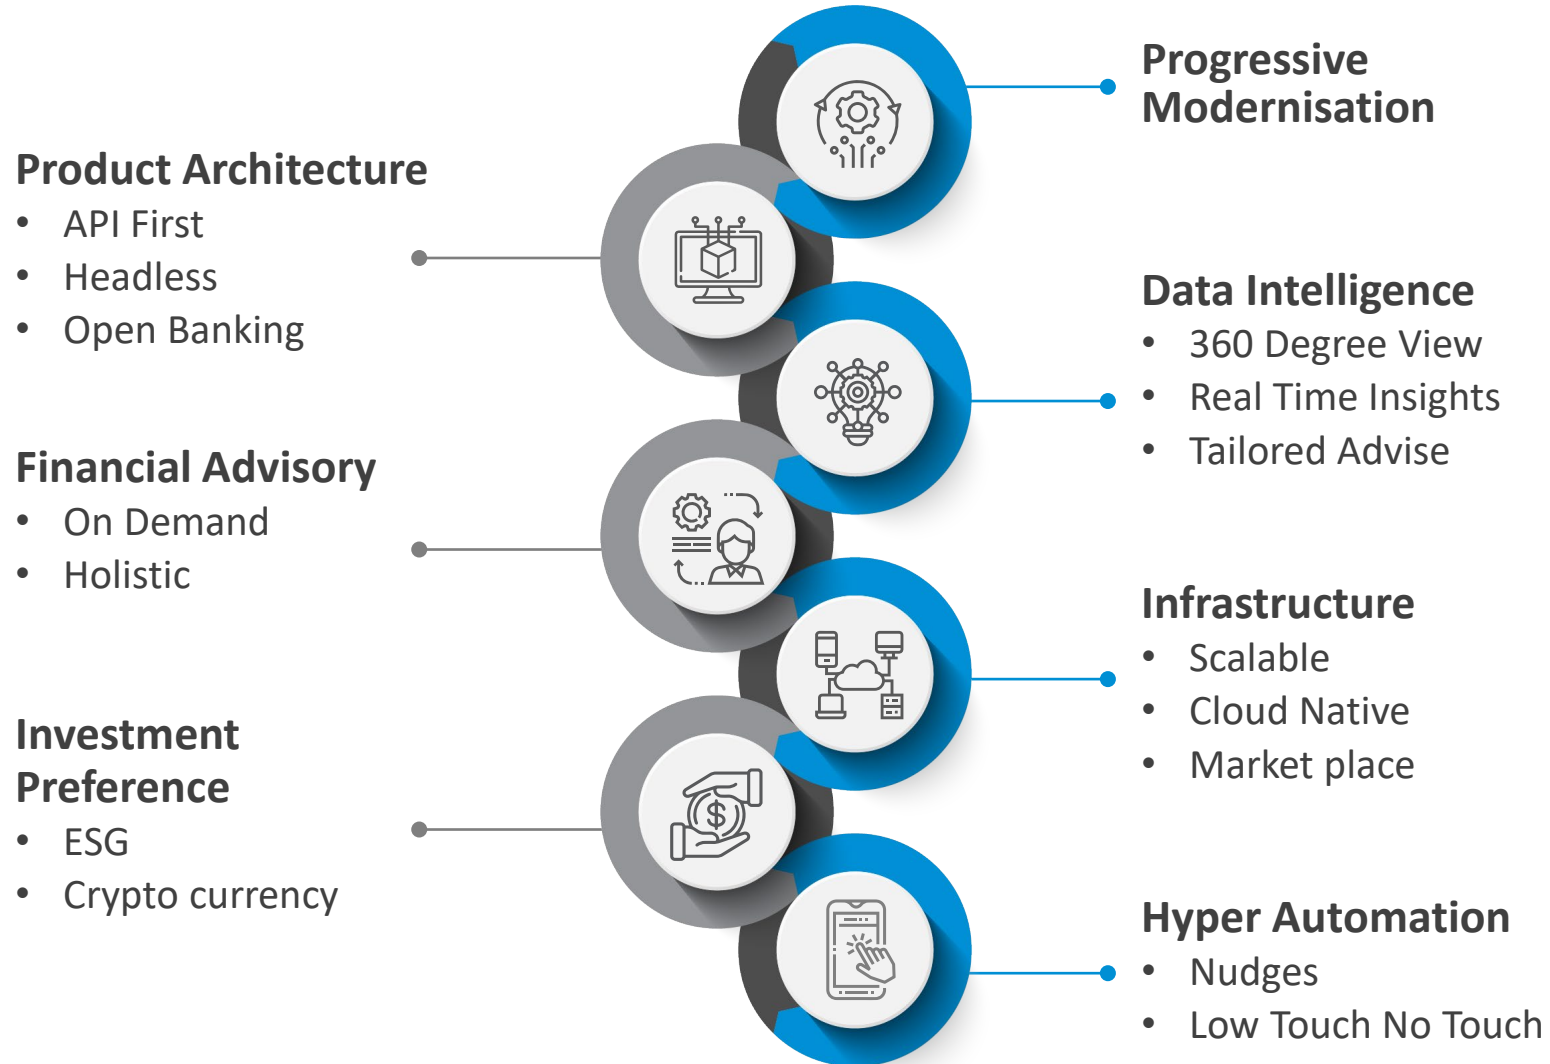 Progressive
Modernisation
Product Architecture
• API First
• Headless
• Open Banking
Data Intelligence
• 360 Degree View
• Real Time Insights
• Tailored Advise
Financial Advisory
• On Demand
• Holistic
Infrastructure
• Scalable
• Cloud Native
• Market place
Investment
Preference
• ESG
• Crypto currency
$
Hyper Automation
• Nudges
• Low Touch No Touch